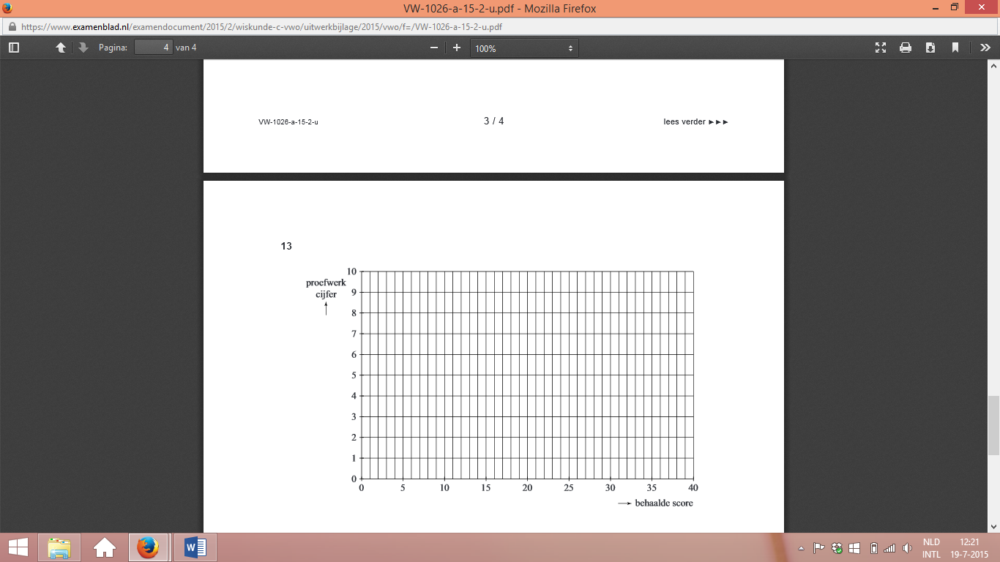 VW-1026-a-15-2-u.pdf - Mozilla Firefox
https://www.examenblad.nl/examendocument/2015/2/wiskunde-c-vwo/uitwerkbijlage/2015/vwo/f=/VW-1026-a-15-2-u.pdf
Pagina: 4 van 4
100%
VW-1026-a-15-2-u 3 / 4 lees verder ►►►
13
proefwerk
cijfer
10
9
8
7
6
5
4
3
2
1
0
0 5 10 15 20 25 30 35 40
behaalde score
NLD 12:21
INTL 19-7-2015